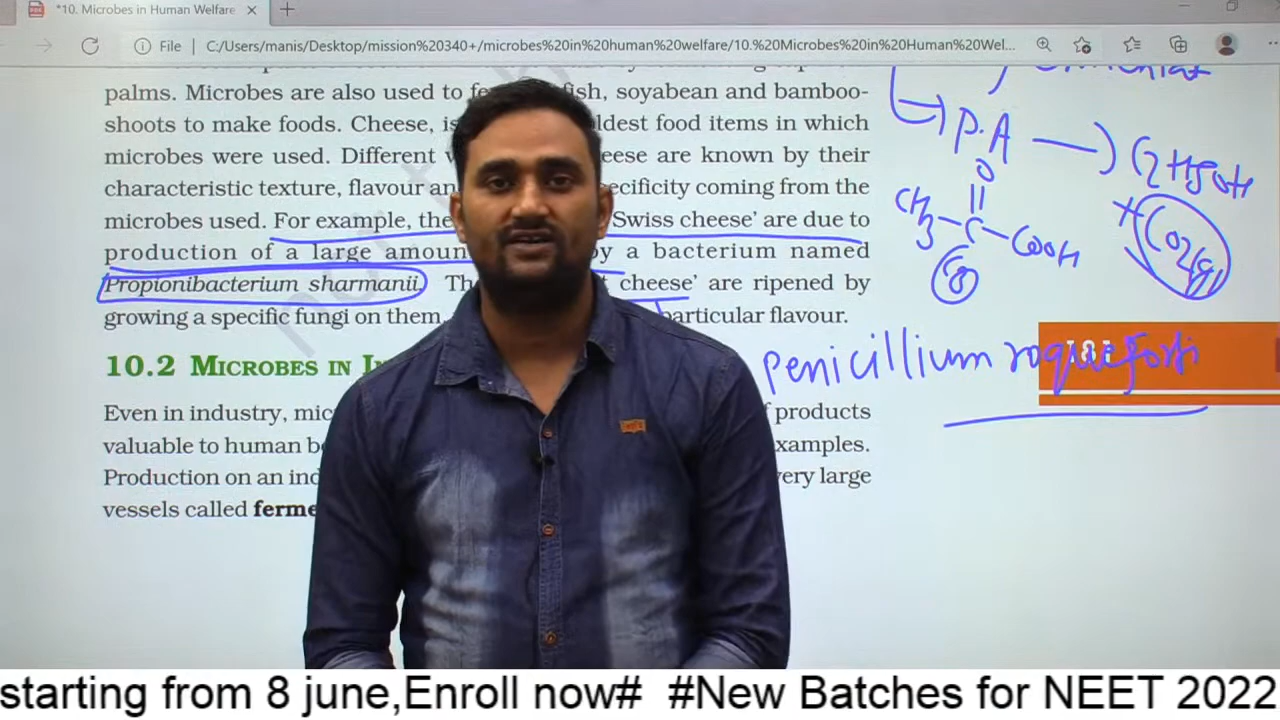 *10. Microbes in Human Welfare
File C:/Users/manis/Desktop/mission%20340+/microbes%20in%20human%20welfare/10.%20Microbes%20in%20Human%20Wel...
palms. Microbes are also used to fe fish, soyabean and bamboo-
shoots to make foods. Cheese, is ldest food items in which
microbes were used. Different v eese are known by their
characteristic texture, flavour an ecificity coming from the
microbes used. For example, the Swiss cheese' are due to
production of a large amoun by a bacterium named
Propionibacterium sharmanii. Th t cheese' are ripened by
growing a specific fungi on them, particular flavour.
10.2 MICROBES IN I
Even in industry, mic f products
valuable to human b xamples.
Production on an ind very large
vessels called ferme
P.A C2H5OH
O
CH3 C COOH
+ CO2(g)
penicillium roqueforti
181
starting from 8 june,Enroll now# #New Batches for NEET 2022